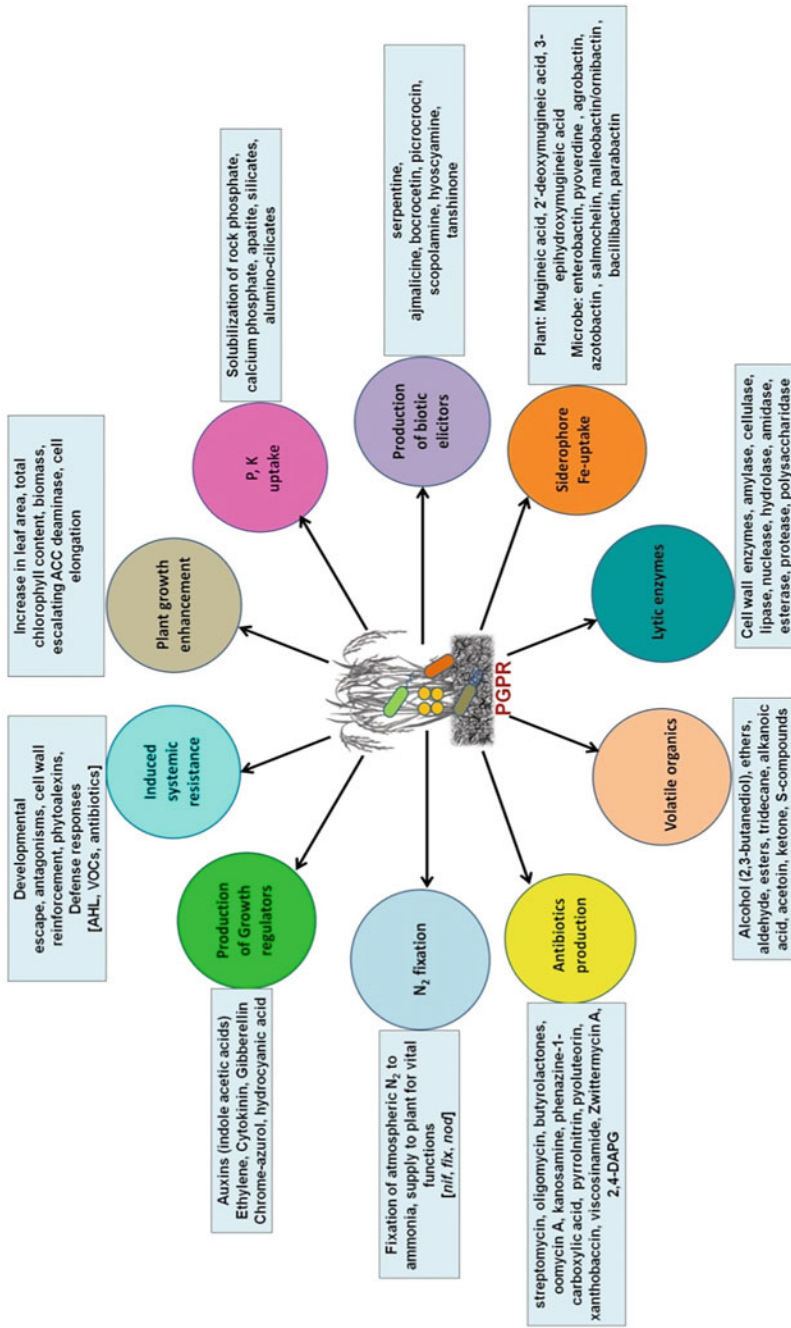 Developmental
escape, antagonisms, cell wall
reinforcement, phytoalexins,
Defense responses
[AHL, VOCs, antibiotics]
Induced
systemic
resistance
Increase in leaf area, total
chlorophyll content, biomass,
escalating ACC deaminase, cell
elongation
Plant growth
enhancement
Solubilization of rock phosphate,
calcium phosphate, apatite, silicates,
alumino-cilicates
P, K
uptake
serpentine,
ajmalicine, bocrocetin, picrocrocin,
scopolamine, hyoscyamine,
tanshinone
Production
of biotic
elicitors
Plant: Mugineic acid, 2'-deoxymugineic acid, 3-
epihydroxymugineic acid
Microbe: enterobactin, pyoverdine , agrobactin,
azotobactin , salmochelin, malleobactin/ornibactin,
bacillibactin, parabactin
Siderophore
Fe-uptake
Cell wall enzymes, amylase, cellulase,
lipase, nuclease, hydrolase, amidase,
esterase, protease, polysaccharidase
Lytic enzymes
Alcohol (2,3-butanediol), ethers,
aldehyde, esters, tridecane, alkanoic
acid, acetoin, ketone, S-compounds
Volatile organics
streptomycin, oligomycin, butyrolactones,
oomycin A, kanosamine, phenazine-1-
carboxylic acid, pyrrolnitrin, pyoluteorin,
xanthobaccin, viscosinamide, Zwittermycin A,
2,4-DAPG
Antibiotics
production
Fixation of atmospheric N₂ to
ammonia, supply to plant for vital
functions
[nif, fix, nod]
N₂ fixation
Auxins (indole acetic acids)
Ethylene, Cytokinin, Gibberellin
Chrome-azurol, hydrocyanic acid
Production
of Growth
regulators
PGPR